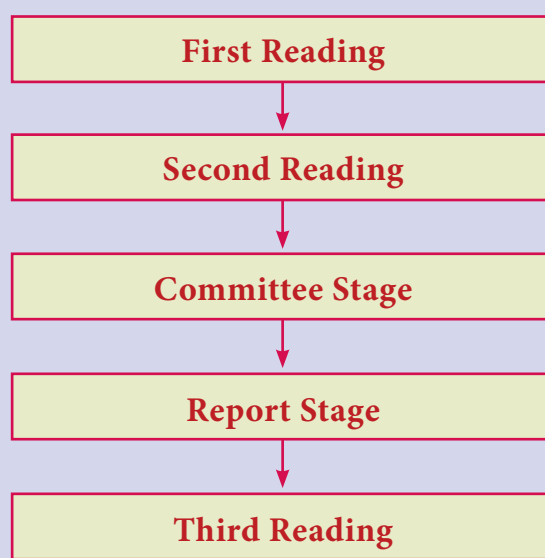 First Reading
Second Reading
Committee Stage
Report Stage
Third Reading